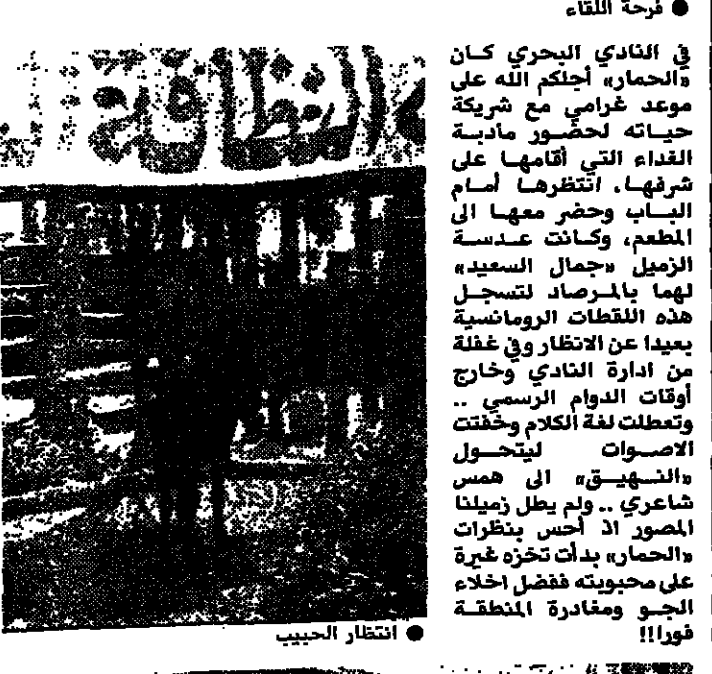 ● فرحة اللقاء
في النادي البحري كان
«الحمار» أجلكم الله على
موعد غرامي مع شريكة
حياته لحضور مأدبة
الغداء التي أقامها على
شرفها. انتظرها أمام
الباب وحضر معها الى
المطعم، وكانت عدسة
الزميل «جمال السعيد»
لهما بالمرصاد لتسجل
هذه اللقطات الرومانسية
بعيدا عن الانظار وفي غفلة
من ادارة النادي وخارج
أوقات الدوام الرسمي ..
وتعطلت لغة الكلام وخفتت
الاصوات ليتحول
«النهيق» الى همس
شاعري .. ولم يطل زميلنا
المصور اذ أحس بنظرات
«الحمار» بدأت تخزه غيرة
على محبوبته ففضل اخلاء
الجو ومغادرة المنطقة
فورا!!
النظافة
● انتظار الحبيب